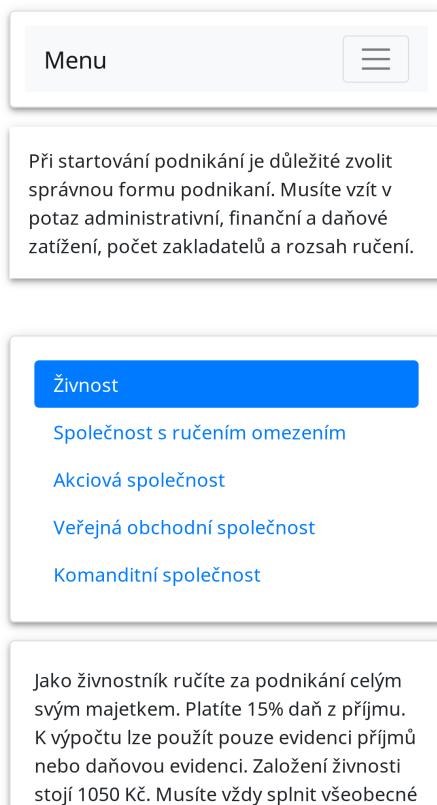 Menu
Při startování podnikání je důležité zvolit
správnou formu podnikaní. Musíte vzít v
potaz administrativní, finanční a daňové
zatížení, počet zakladatelů a rozsah ručení.
Živnost
Společnost s ručením omezením
Akciová společnost
Veřejná obchodní společnost
Komanditní společnost
Jako živnostník ručíte za podnikání celým
svým majetkem. Platíte 15% daň z příjmu.
K výpočtu lze použít pouze evidenci příjmů
nebo daňovou evidenci. Založení živnosti
stojí 1050 Kč. Musíte vždy splnit všeobecné